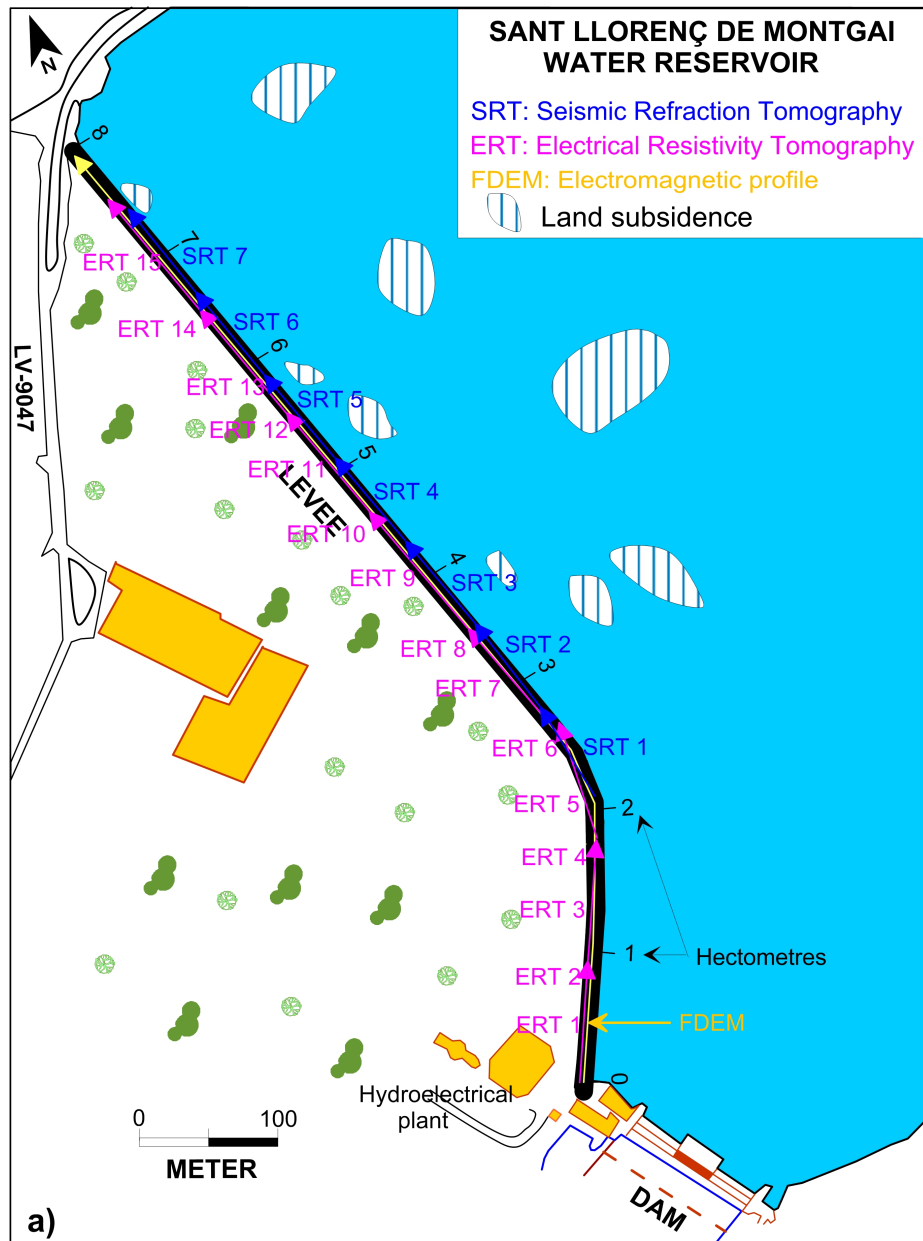 SANT LLORENÇ DE MONTGAI
WATER RESERVOIR
SRT: Seismic Refraction Tomography
ERT: Electrical Resistivity Tomography
FDEM: Electromagnetic profile
Land subsidence
N
8
7
SRT 7
ERT 15
SRT 6
ERT 14
6
LV-9047
ERT 13
SRT 5
ERT 12
5
ERT 11
SRT 4
LEVEE
ERT 10
4
ERT 9
SRT 3
ERT 8
SRT 2
3
ERT 7
ERT 6
SRT 1
ERT 5
2
ERT 4
ERT 3
1
Hectometres
ERT 2
ERT 1
FDEM
0
Hydroelectrical
plant
0
100
METER
DAM
a)